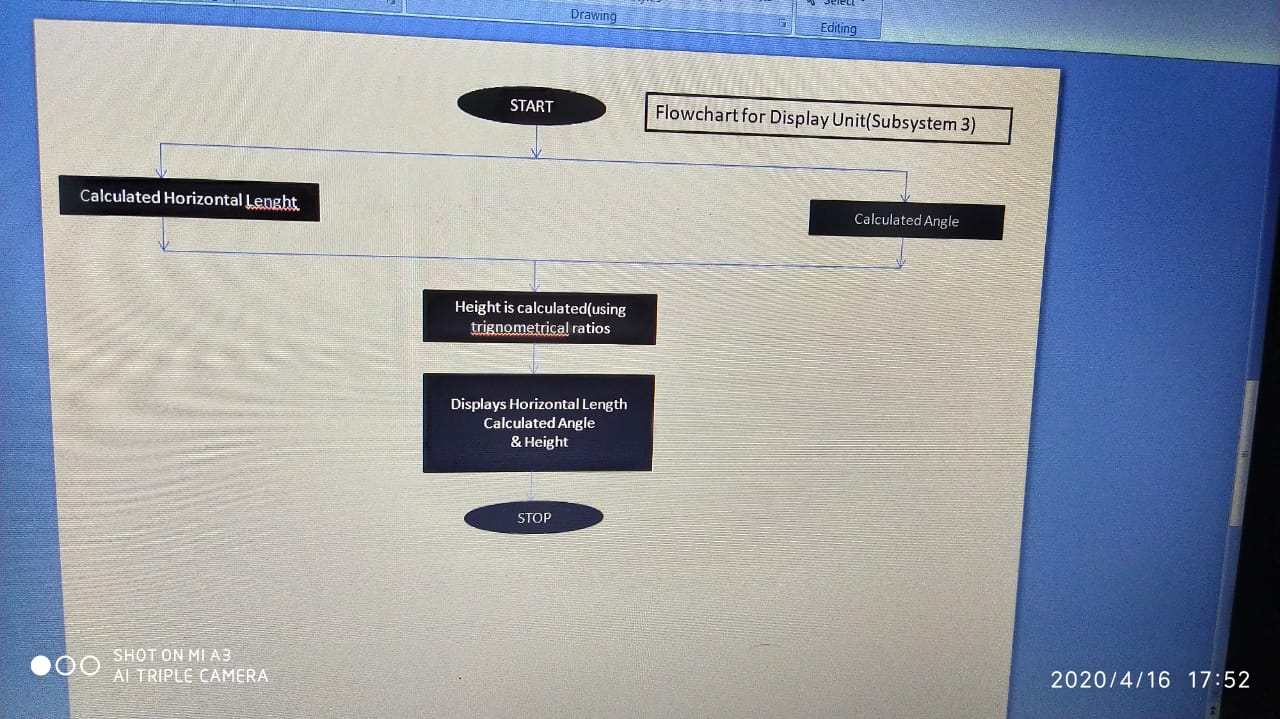 Drawing
Select
Editing
START
Flowchart for Display Unit(Subsystem 3)
Calculated Horizontal Lenght
Calculated Angle
Height is calculated(using
trignometrical ratios
Displays Horizontal Length
Calculated Angle
& Height
STOP
SHOT ON MI A3
AI TRIPLE CAMERA
2020/4/16 17:52